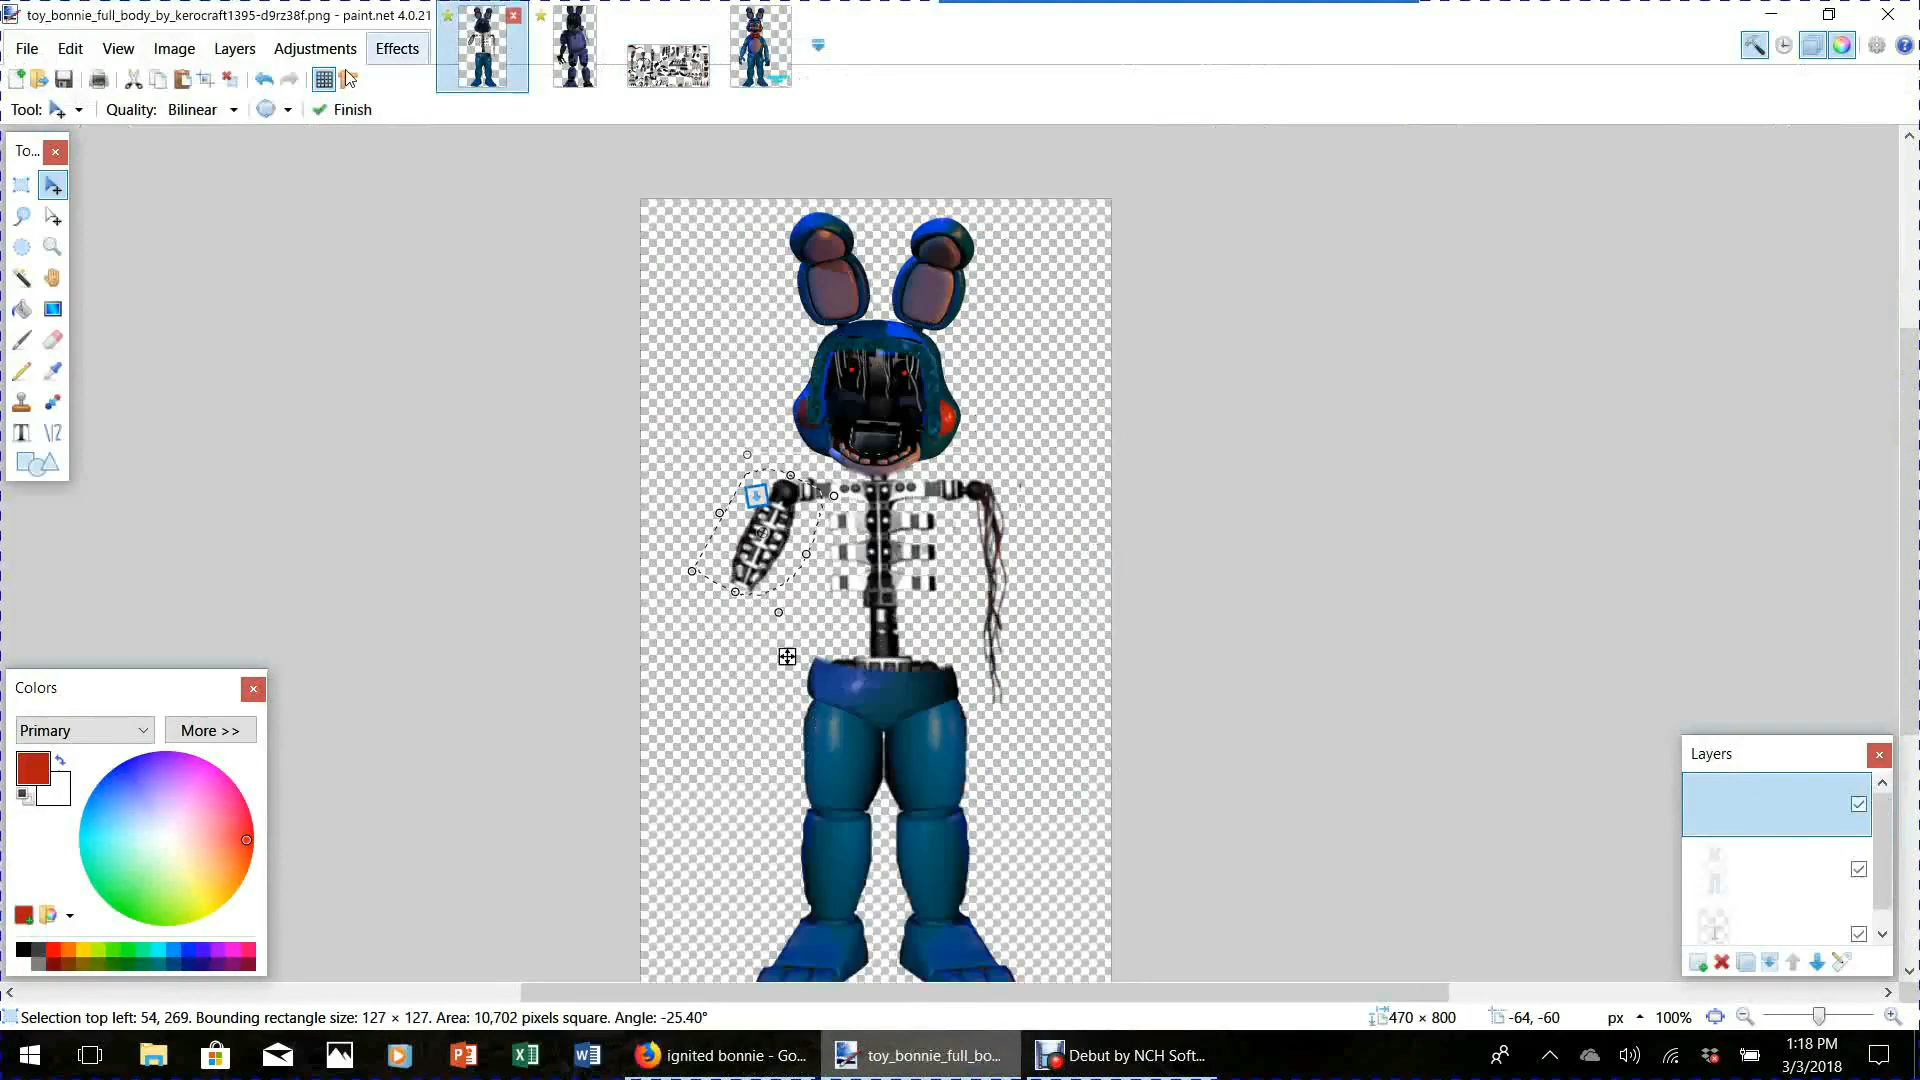 toy_bonnie_full_body_by_kerocraft1395-d9rz38f.png - paint.net 4.0.21
File Edit View Image Layers Adjustments Effects
Tool: Quality: Bilinear Finish
To...
Colors
Primary More >>
Layers
Selection top left: 54, 269. Bounding rectangle size: 127 × 127. Area: 10,702 pixels square. Angle: -25.40° 470 × 800 -64, -60 px 100%
ignited bonnie - Go... toy_bonnie_full_bo... Debut by NCH Soft...
1:18 PM
3/3/2018